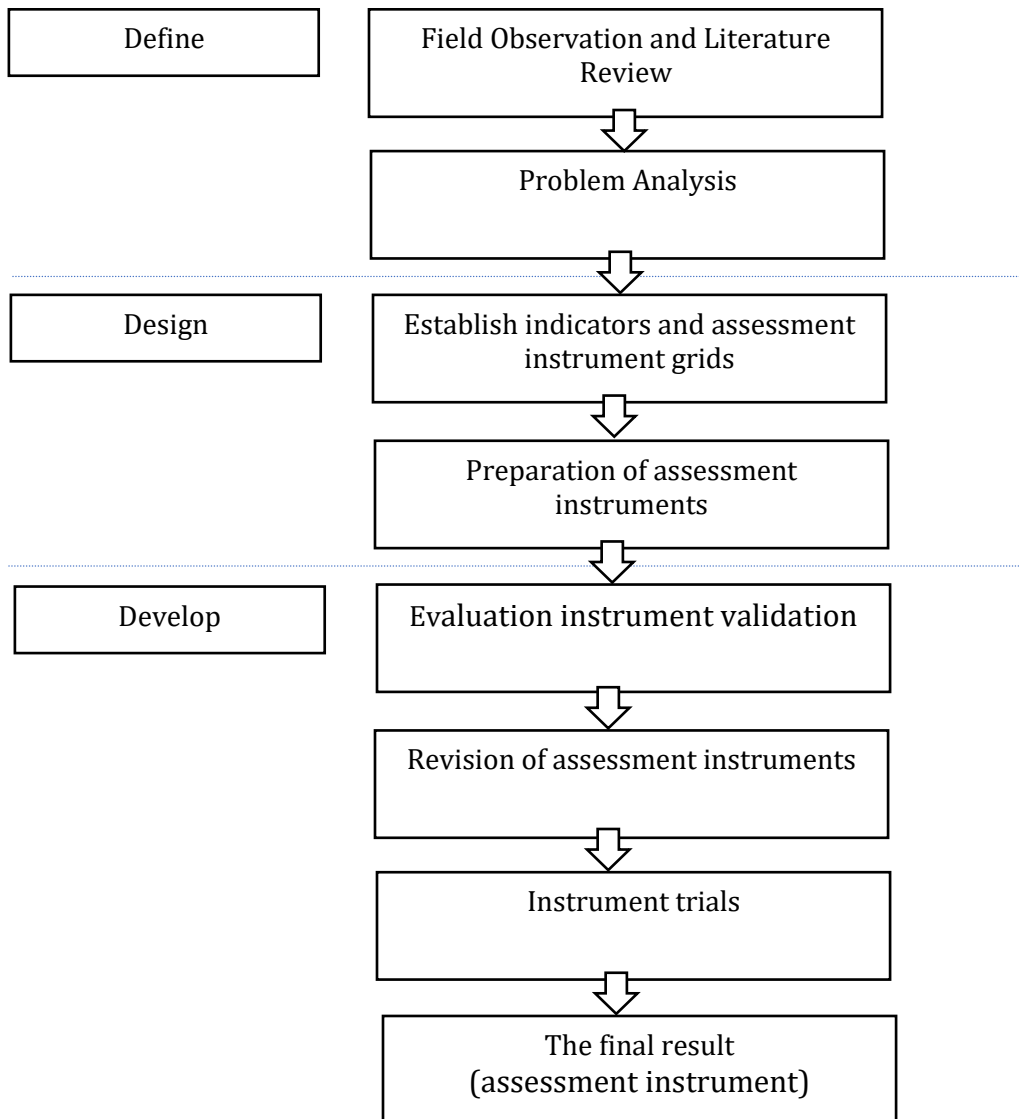 Define
Field Observation and Literature
Review
Problem Analysis
Design
Establish indicators and assessment
instrument grids
Preparation of assessment
instruments
Develop
Evaluation instrument validation
Revision of assessment instruments
Instrument trials
The final result
(assessment instrument)